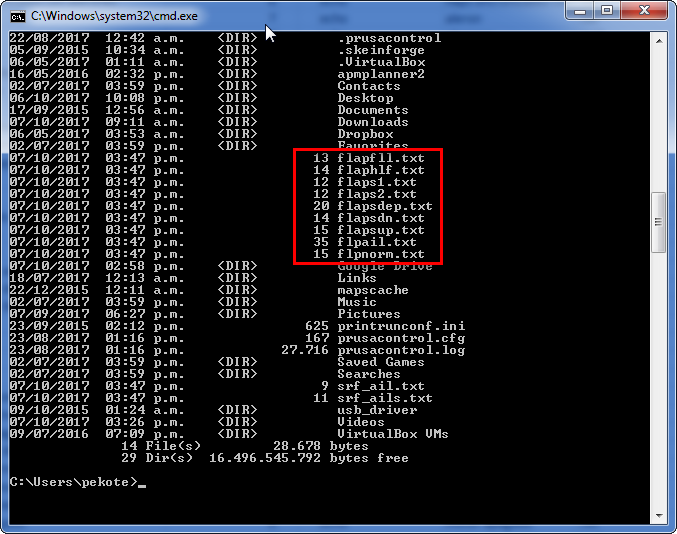 C:\Windows\system32\cmd.exe
22/08/2017 12:42 a.m. <DIR> .prusacontrol
05/09/2015 10:34 a.m. <DIR> .skeinforge
06/05/2017 01:11 a.m. <DIR> .VirtualBox
16/05/2016 02:32 p.m. <DIR> apmplanner2
02/07/2017 03:59 p.m. <DIR> Contacts
06/10/2017 10:08 p.m. <DIR> Desktop
17/09/2015 12:56 a.m. <DIR> Documents
07/10/2017 09:11 a.m. <DIR> Downloads
06/05/2017 03:53 a.m. <DIR> Dropbox
02/07/2017 03:59 p.m. <DIR> Favorites
07/10/2017 03:47 p.m. 13 flapfll.txt
07/10/2017 03:47 p.m. 14 flaphlf.txt
07/10/2017 03:47 p.m. 12 flaps1.txt
07/10/2017 03:47 p.m. 12 flaps2.txt
07/10/2017 03:47 p.m. 20 flapsdep.txt
07/10/2017 03:47 p.m. 14 flapsdn.txt
07/10/2017 03:47 p.m. 15 flapsup.txt
07/10/2017 03:47 p.m. 35 flpail.txt
07/10/2017 03:47 p.m. 15 flpnorm.txt
07/10/2017 02:58 p.m. <DIR> Google Drive
18/07/2017 12:13 a.m. <DIR> Links
22/12/2015 12:11 a.m. <DIR> mapscache
02/07/2017 03:59 p.m. <DIR> Music
07/09/2017 06:27 p.m. <DIR> Pictures
23/09/2015 02:12 p.m. 625 printrunconf.ini
23/08/2017 01:16 p.m. 167 prusacontrol.cfg
23/08/2017 01:16 p.m. 27.716 prusacontrol.log
02/07/2017 03:59 p.m. <DIR> Saved Games
02/07/2017 03:59 p.m. <DIR> Searches
07/10/2017 03:47 p.m. 9 srf_ail.txt
07/10/2017 03:47 p.m. 11 srf_ails.txt
09/10/2015 01:24 a.m. <DIR> usb_driver
07/10/2017 03:26 p.m. <DIR> Videos
09/07/2016 07:09 p.m. <DIR> VirtualBox VMs
14 File(s) 28.678 bytes
29 Dir(s) 16.496.545.792 bytes free
C:\Users\pekote>_